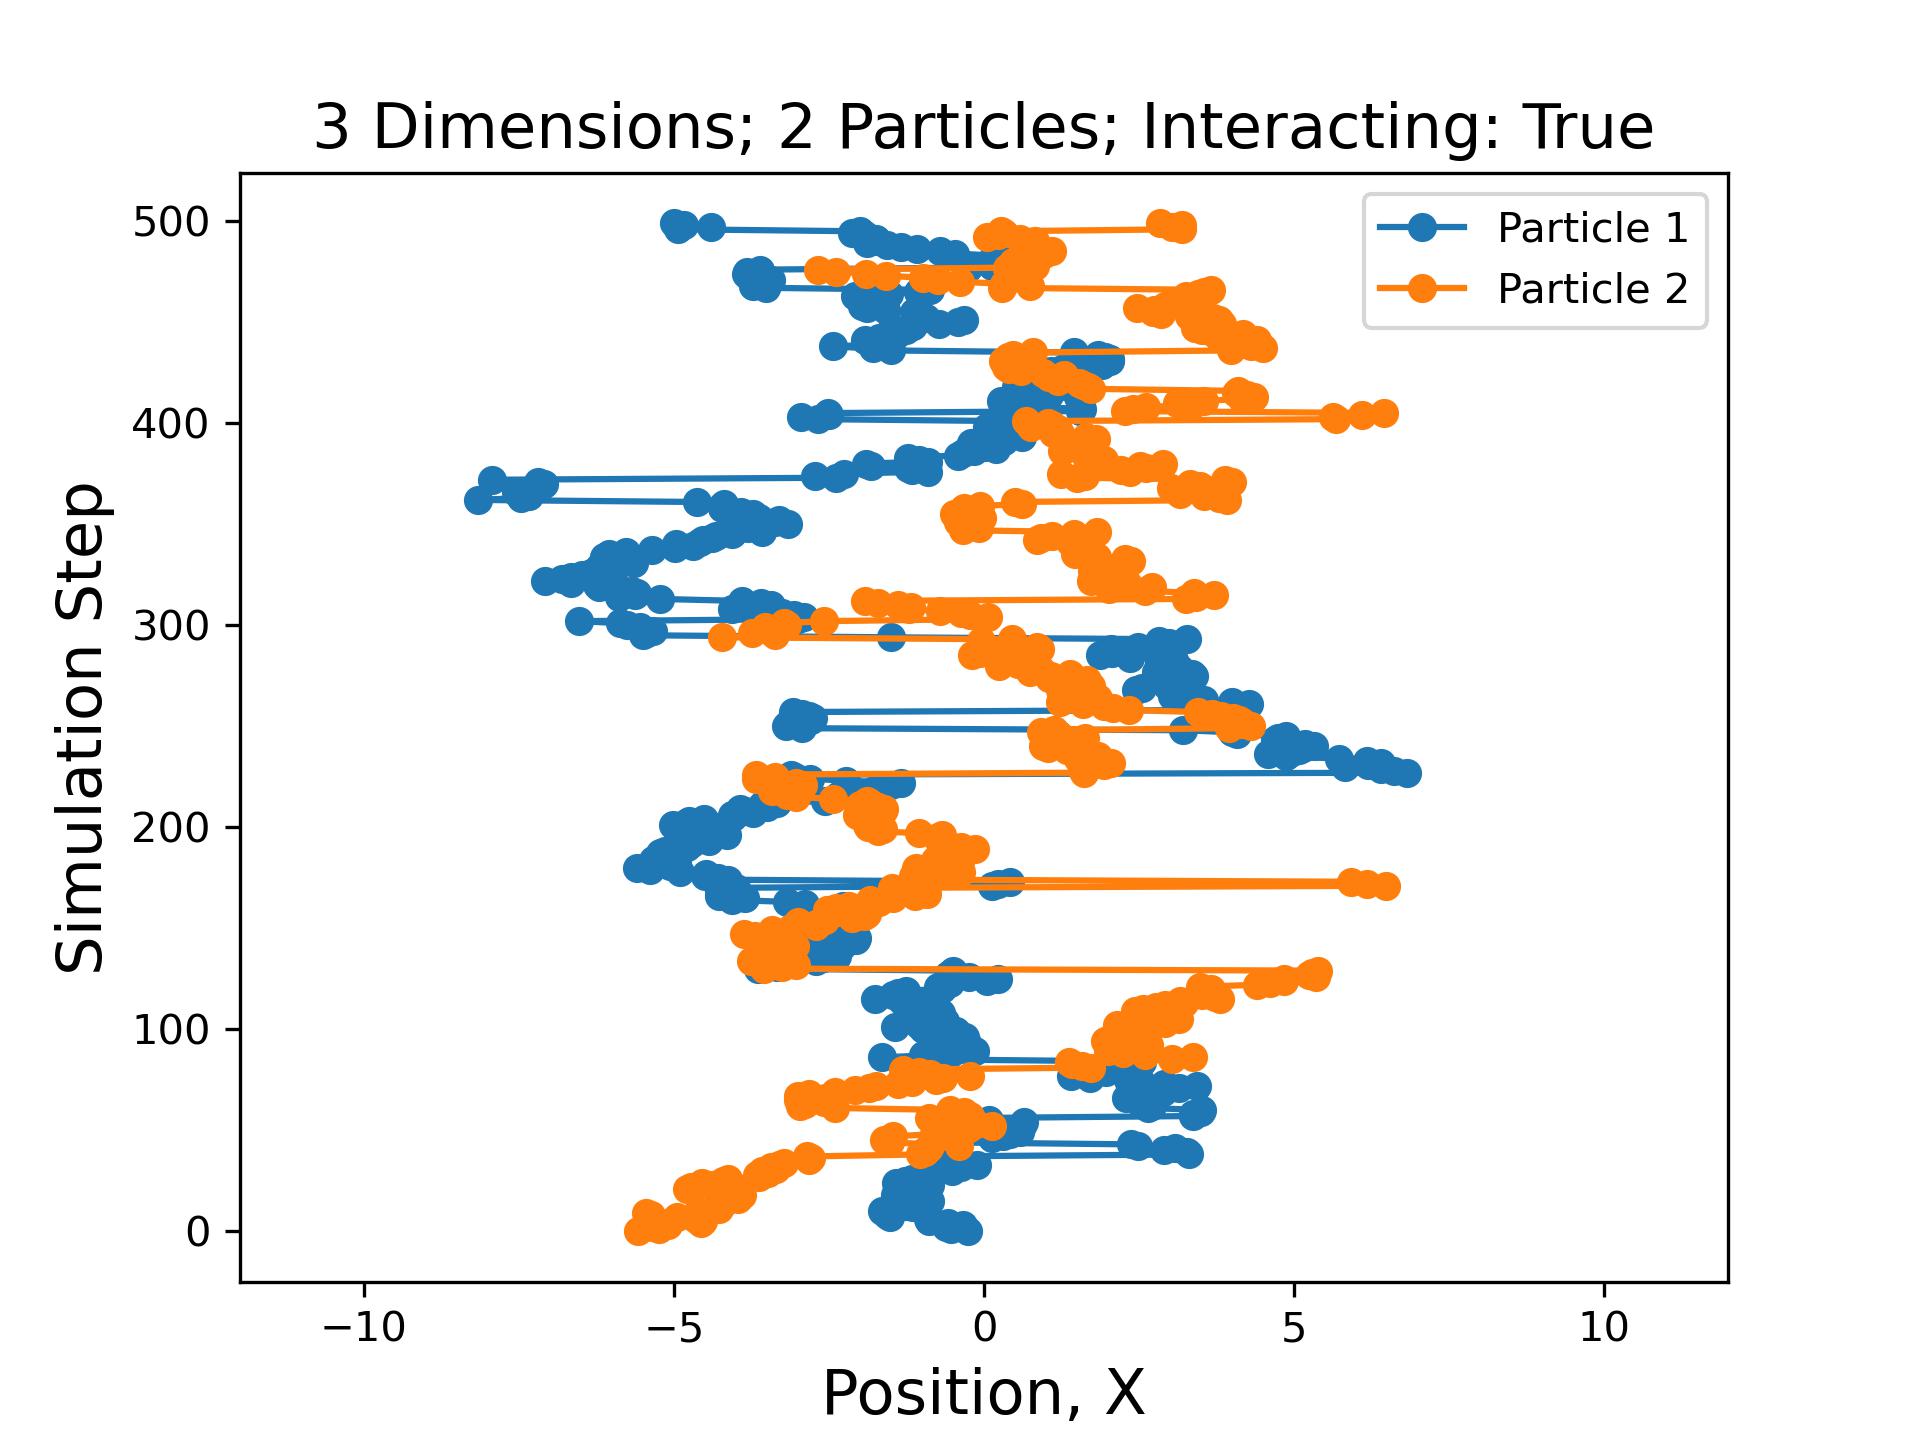 3 Dimensions; 2 Particles; Interacting: True
Particle 1
Particle 2
Simulation Step
500
400
300
200
100
0
−10
−5
0
5
10
Position, X